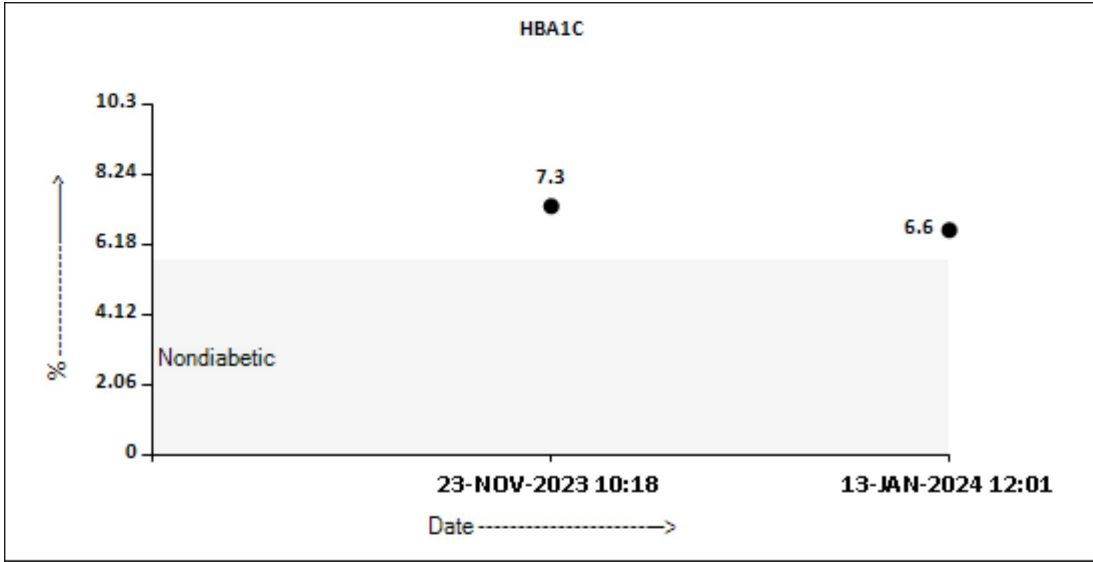 HBA1C
10.3
8.24
7.3
6.6
6.18
4.12
Nondiabetic
2.06
0
%--------------->
23-NOV-2023 10:18
13-JAN-2024 12:01
Date ----------------------->